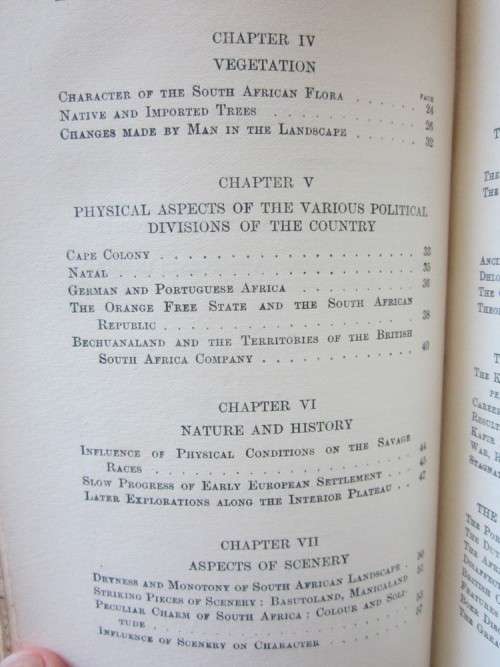 CHAPTER IV
VEGETATION
PAGE
CHARACTER OF THE SOUTH AFRICAN FLORA . . . . . . 24
NATIVE AND IMPORTED TREES . . . . . . . . . 26
CHANGES MADE BY MAN IN THE LANDSCAPE . . . . . . 32
CHAPTER V
PHYSICAL ASPECTS OF THE VARIOUS POLITICAL
DIVISIONS OF THE COUNTRY
CAPE COLONY . . . . . . . . . . . . . . . 33
NATAL . . . . . . . . . . . . . . . . . 35
GERMAN AND PORTUGUESE AFRICA . . . . . . . . 36
THE ORANGE FREE STATE AND THE SOUTH AFRICAN
REPUBLIC . . . . . . . . . . . . . . . 38
BECHUANALAND AND THE TERRITORIES OF THE BRITISH
SOUTH AFRICA COMPANY . . . . . . . . . . 40
CHAPTER VI
NATURE AND HISTORY
INFLUENCE OF PHYSICAL CONDITIONS ON THE SAVAGE
RACES . . . . . . . . . . . . . . . . 44
SLOW PROGRESS OF EARLY EUROPEAN SETTLEMENT . . . 45
LATER EXPLORATIONS ALONG THE INTERIOR PLATEAU . . 47
CHAPTER VII
ASPECTS OF SCENERY
DRYNESS AND MONOTONY OF SOUTH AFRICAN LANDSCAPE . 50
STRIKING PIECES OF SCENERY : BASUTOLAND, MANICALAND 51
PECULIAR CHARM OF SOUTH AFRICA : COLOUR AND SOLI-
TUDE . . . . . . . . . . . . . . . . 53
INFLUENCE OF SCENERY ON CHARACTER . . . . . . . 57